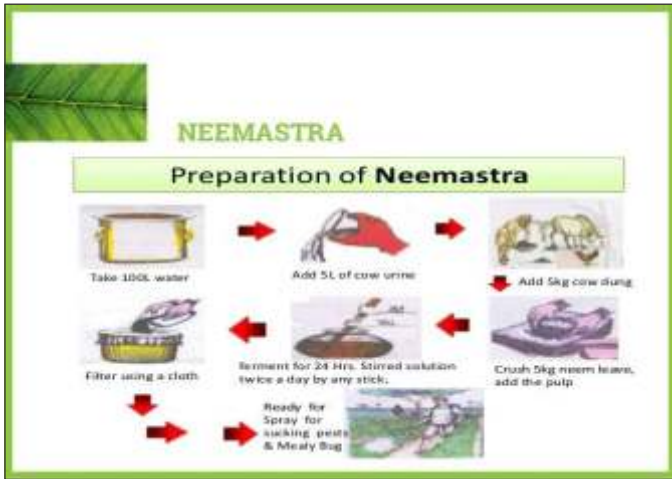 NEEMASTRA
Preparation of Neemastra
Take 100L water
Add 5L of cow urine
Add 5kg cow dung
Crush 5kg neem leave,
add the pulp
ferment for 24 Hrs. Stirred solution
twice a day by any stick.
Filter using a cloth
Ready for
Spray for
sucking pests
& Mealy Bug